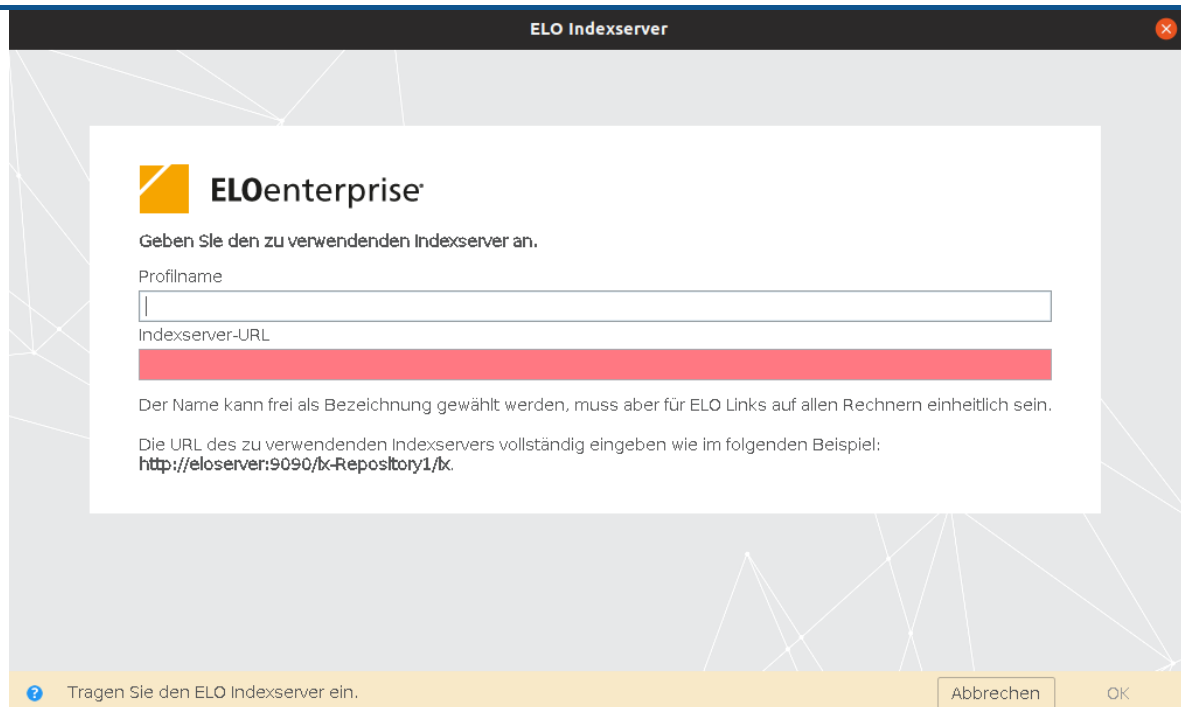 ELO Indexserver
ELOenterprise
Geben Sie den zu verwendenden Indexserver an.
Profilname
Indexserver-URL
Der Name kann frei als Bezeichnung gewählt werden, muss aber für ELO Links auf allen Rechnern einheitlich sein.
Die URL des zu verwendenden Indexservers vollständig eingeben wie im folgenden Beispiel:
http://eloserver:9090/ix-Repository1/ix.
? Tragen Sie den ELO Indexserver ein.
Abbrechen
OK